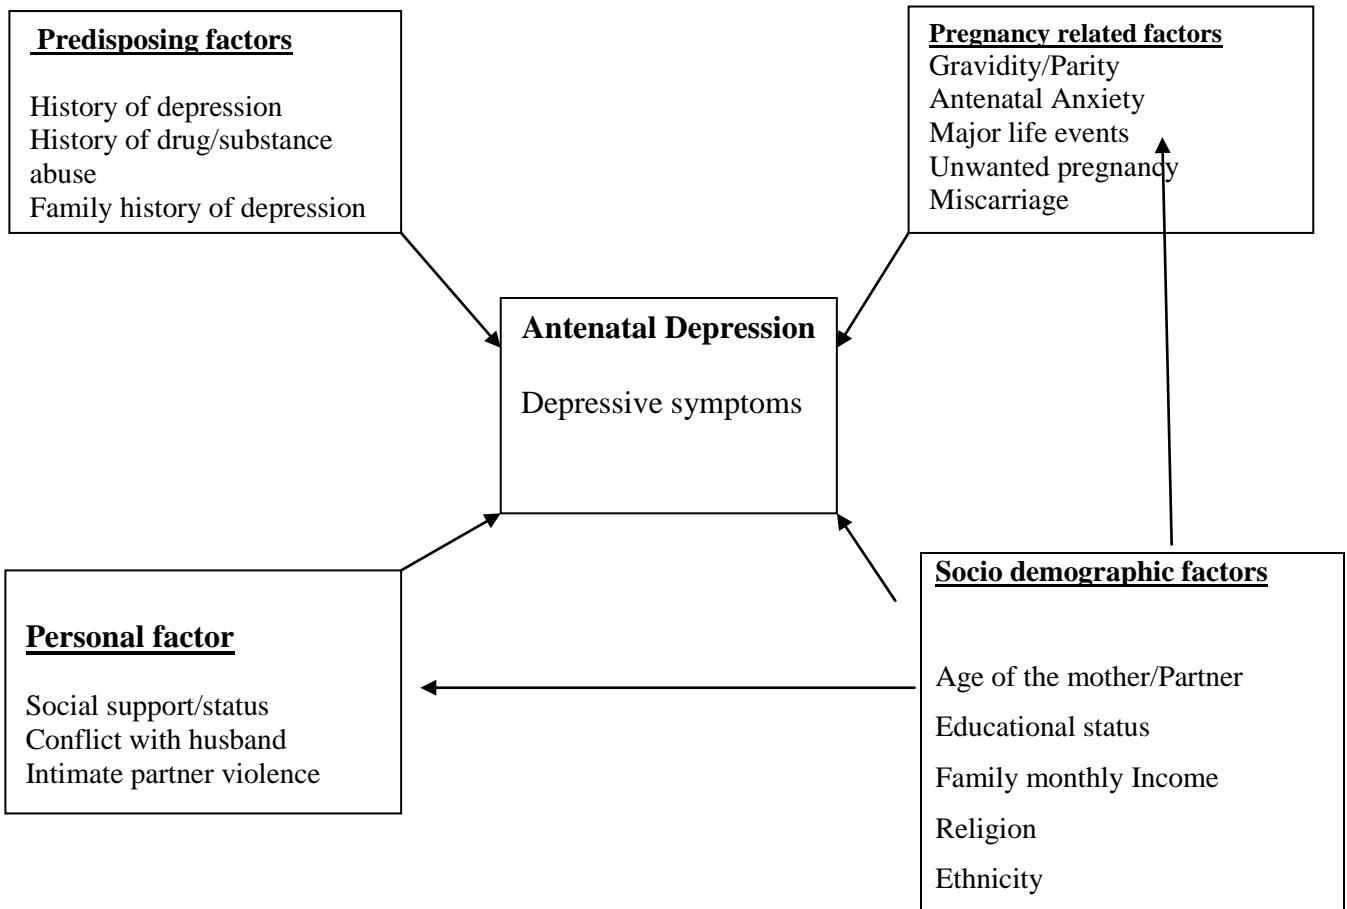 Predisposing factors
History of depression
History of drug/substance
abuse
Family history of depression
Pregnancy related factors
Gravidity/Parity
Antenatal Anxiety
Major life events
Unwanted pregnancy
Miscarriage
Antenatal Depression
Depressive symptoms
Personal factor
Social support/status
Conflict with husband
Intimate partner violence
Socio demographic factors
Age of the mother/Partner
Educational status
Family monthly Income
Religion
Ethnicity